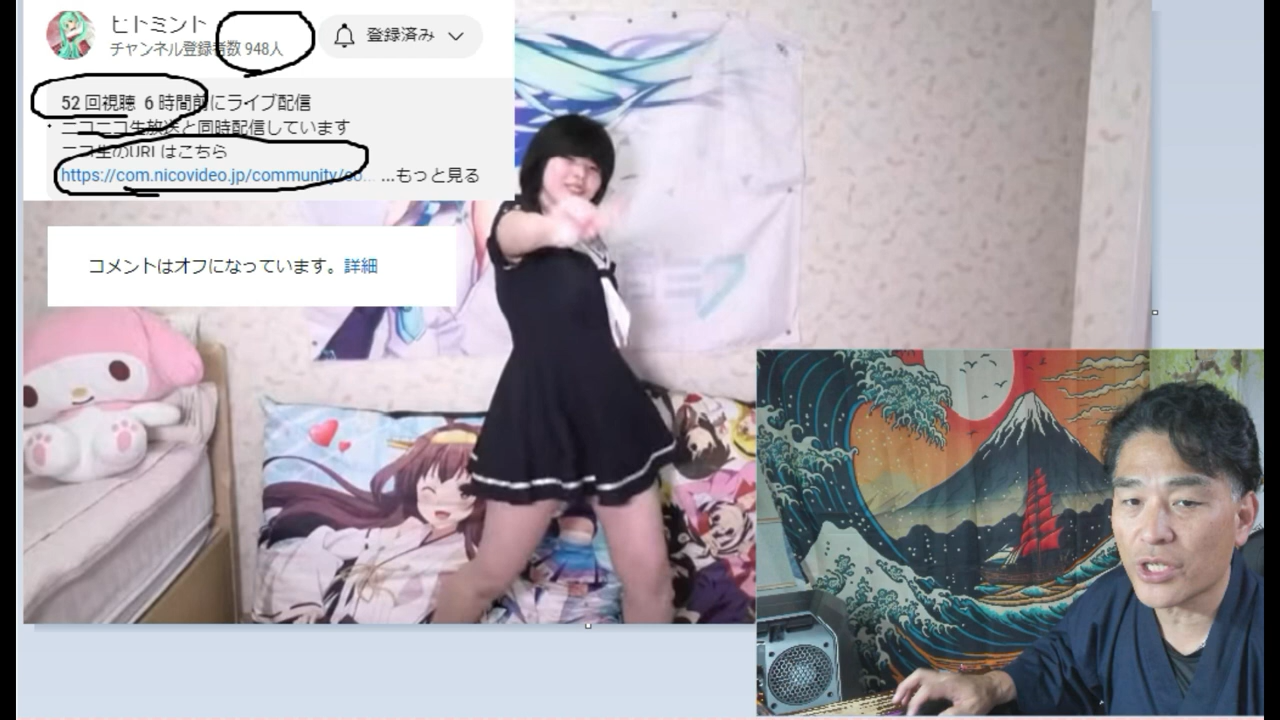 ヒトミント
チャンネル登録者数 948人
登録済み
52 回視聴 6 時間前にライブ配信
ニコニコ生放送と同時配信しています
ニコ生のURLはこちら
https://com.nicovideo.jp/community/co... ...もっと見る
コメントはオフになっています。詳細